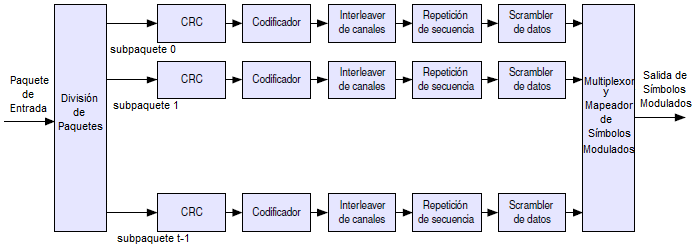 Paquete
de
Entrada
División
de
Paquetes
subpaquete 0
CRC
Codificador
Interleaver
de canales
Repetición
de secuencia
Scrambler
de datos
subpaquete 1
CRC
Codificador
Interleaver
de canales
Repetición
de secuencia
Scrambler
de datos
subpaquete t-1
CRC
Codificador
Interleaver
de canales
Repetición
de secuencia
Scrambler
de datos
Multiplexor
y
Mapeador
de
Símbolos
Modulados
Salida de
Símbolos
Modulados